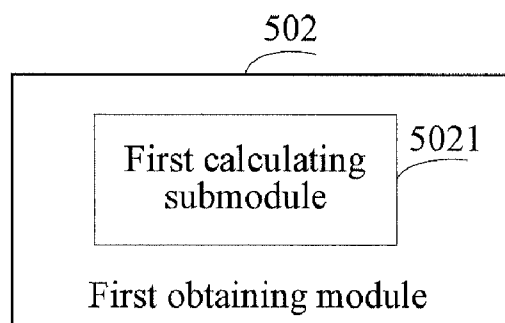 502
5021
First calculating
submodule
First obtaining module